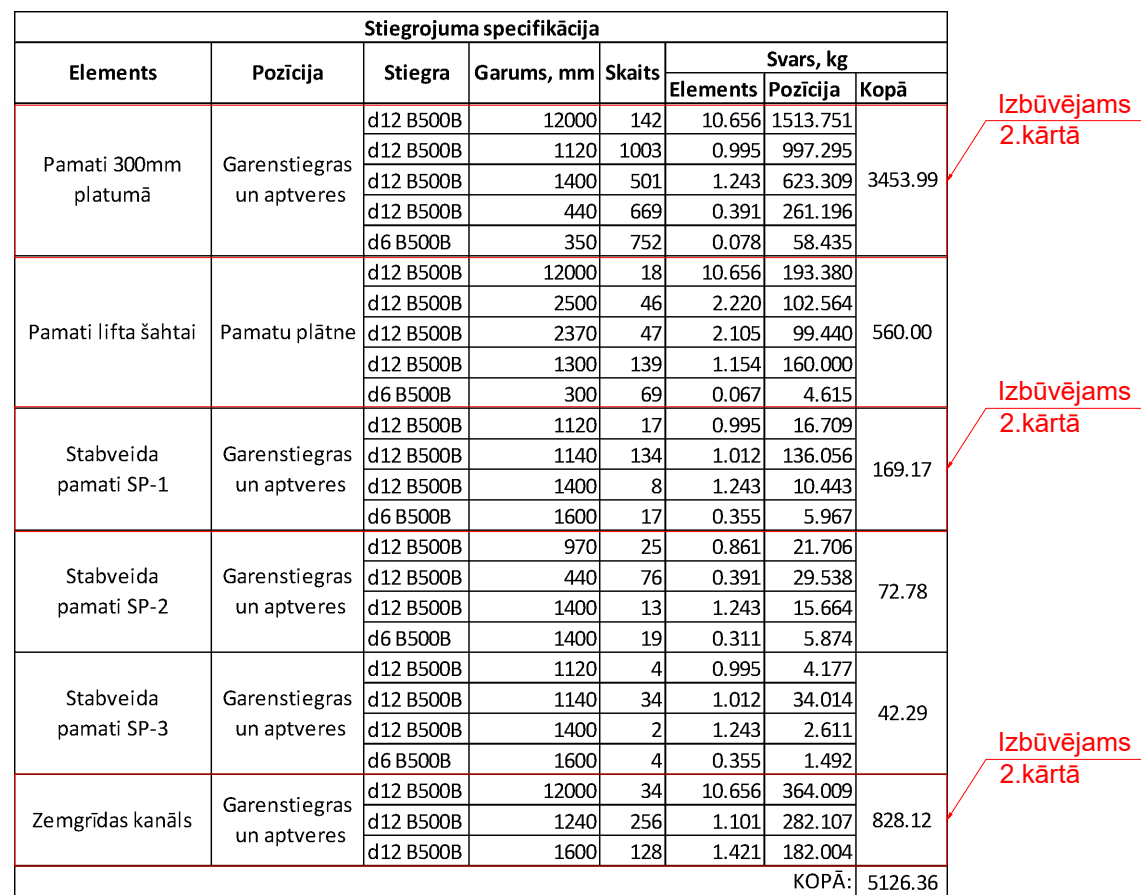 Stiegrojuma specifikācija
Elements Pozīcija Stiegra Garums, mm Skaits Svars, kg
Elements Pozīcija Kopā
Pamati 300mm platumā Garenstiegras un aptveres 3453.99
d12 B500B 12000 142 10.656 1513.751
d12 B500B 1120 1003 0.995 997.295
d12 B500B 1400 501 1.243 623.309
d12 B500B 440 669 0.391 261.196
d6 B500B 350 752 0.078 58.435
Izbūvējams
2.kārtā
Pamati lifta šahtai Pamatu plātne 560.00
d12 B500B 12000 18 10.656 193.380
d12 B500B 2500 46 2.220 102.564
d12 B500B 2370 47 2.105 99.440
d12 B500B 1300 139 1.154 160.000
d6 B500B 300 69 0.067 4.615
Stabveida pamati SP-1 Garenstiegras un aptveres 169.17
d12 B500B 1120 17 0.995 16.709
d12 B500B 1140 134 1.012 136.056
d12 B500B 1400 8 1.243 10.443
d6 B500B 1600 17 0.355 5.967
Izbūvējams
2.kārtā
Stabveida pamati SP-2 Garenstiegras un aptveres 72.78
d12 B500B 970 25 0.861 21.706
d12 B500B 440 76 0.391 29.538
d12 B500B 1400 13 1.243 15.664
d6 B500B 1400 19 0.311 5.874
Stabveida pamati SP-3 Garenstiegras un aptveres 42.29
d12 B500B 1120 4 0.995 4.177
d12 B500B 1140 34 1.012 34.014
d12 B500B 1400 2 1.243 2.611
d6 B500B 1600 4 0.355 1.492
Zemgrīdas kanāls Garenstiegras un aptveres 828.12
d12 B500B 12000 34 10.656 364.009
d12 B500B 1240 256 1.101 282.107
d12 B500B 1600 128 1.421 182.004
Izbūvējams
2.kārtā
KOPĀ: 5126.36